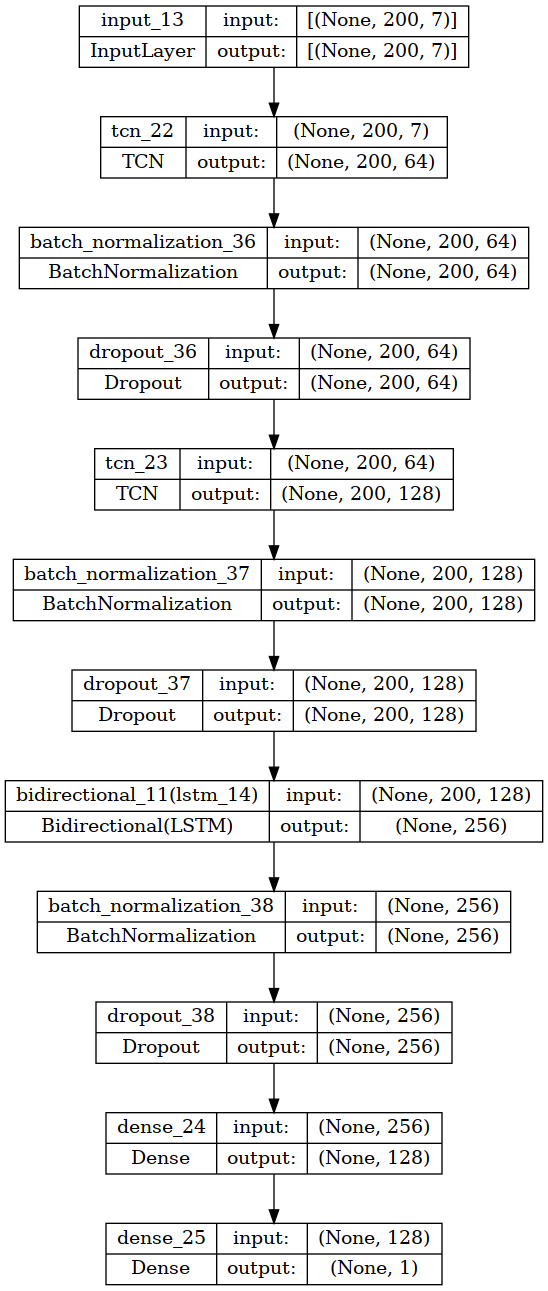 input_13 input: [(None, 200, 7)]
InputLayer output: [(None, 200, 7)]
tcn_22 input: (None, 200, 7)
TCN output: (None, 200, 64)
batch_normalization_36 input: (None, 200, 64)
BatchNormalization output: (None, 200, 64)
dropout_36 input: (None, 200, 64)
Dropout output: (None, 200, 64)
tcn_23 input: (None, 200, 64)
TCN output: (None, 200, 128)
batch_normalization_37 input: (None, 200, 128)
BatchNormalization output: (None, 200, 128)
dropout_37 input: (None, 200, 128)
Dropout output: (None, 200, 128)
bidirectional_11(lstm_14) input: (None, 200, 128)
Bidirectional(LSTM) output: (None, 256)
batch_normalization_38 input: (None, 256)
BatchNormalization output: (None, 256)
dropout_38 input: (None, 256)
Dropout output: (None, 256)
dense_24 input: (None, 256)
Dense output: (None, 128)
dense_25 input: (None, 128)
Dense output: (None, 1)